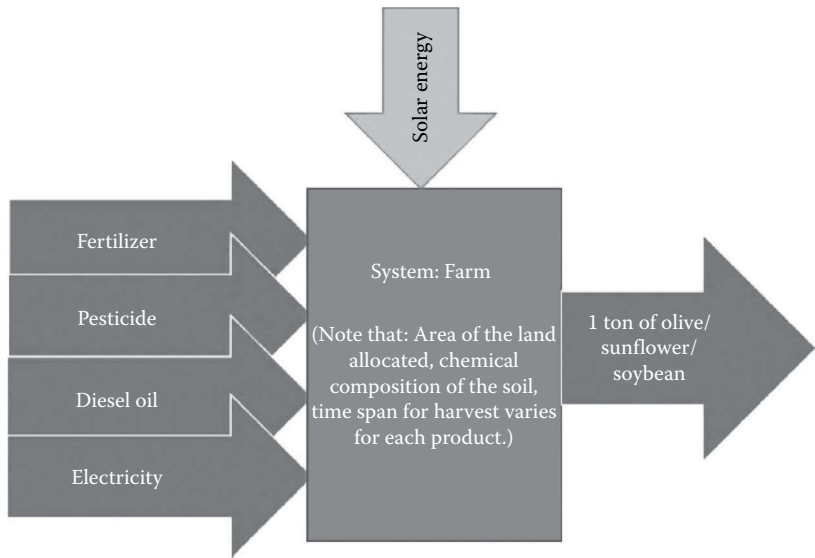 Solar energy
Fertilizer
Pesticide
Diesel oil
Electricity
System: Farm
(Note that: Area of the land
allocated, chemical
composition of the soil,
time span for harvest varies
for each product.)
1 ton of olive/
sunflower/
soybean